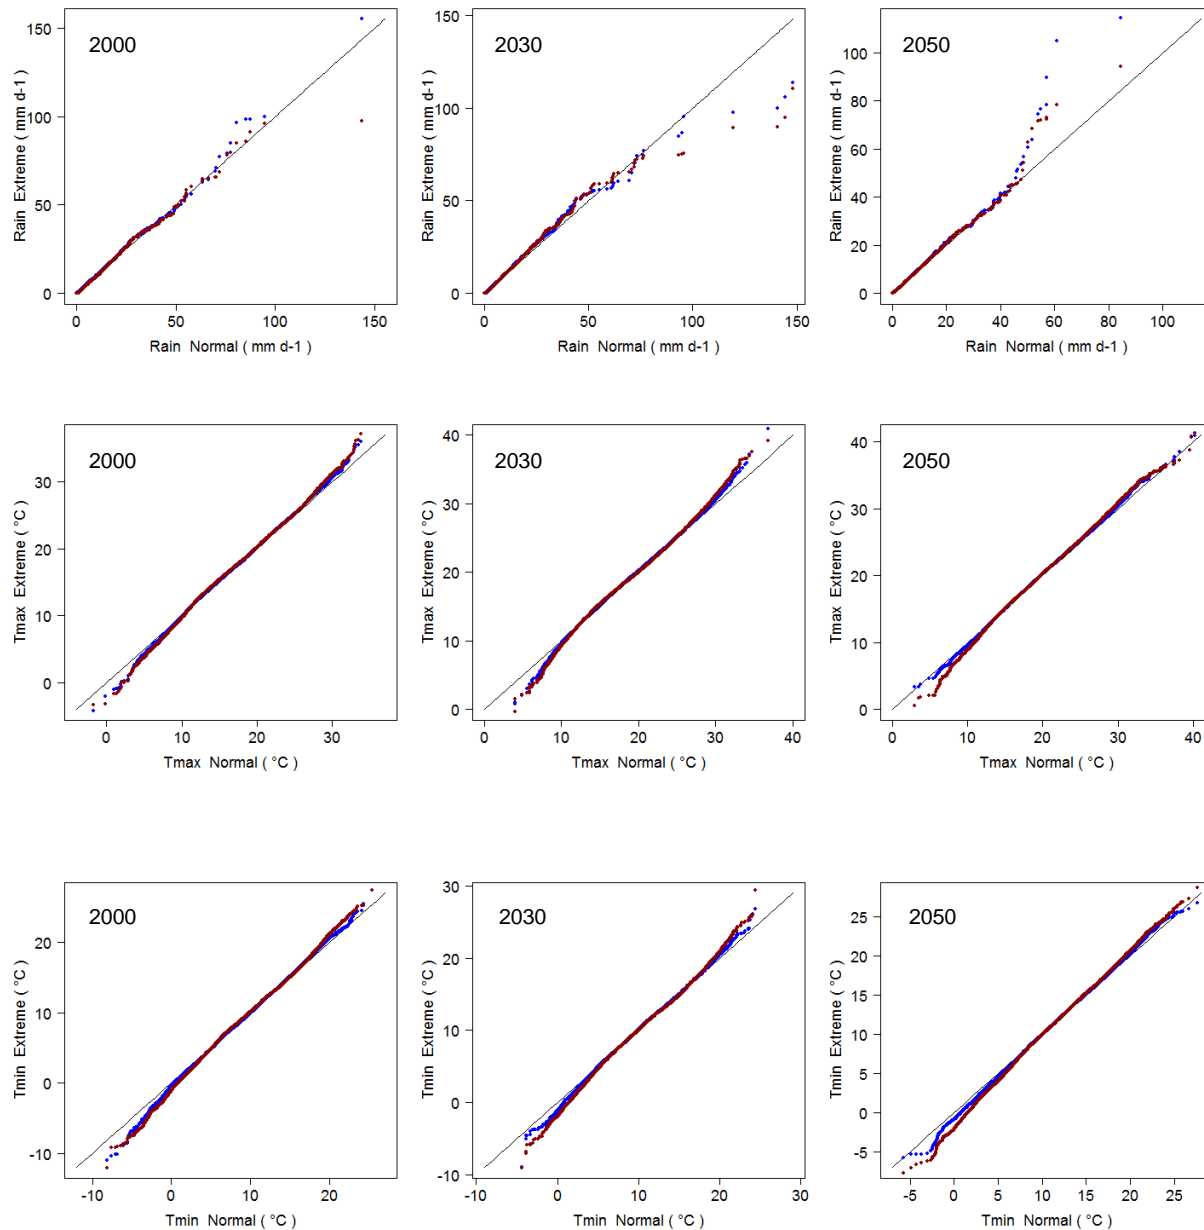 2000
150
100
50
0
Rain Extreme ( mm d-1 )
0 50 100 150
Rain Normal ( mm d-1 )
2030
150
100
50
0
Rain Extreme ( mm d-1 )
0 50 100 150
Rain Normal ( mm d-1 )
2050
100
80
60
40
20
0
Rain Extreme ( mm d-1 )
0 20 40 60 80 100
Rain Normal ( mm d-1 )
2000
30
20
10
0
Tmax Extreme ( °C )
0 10 20 30
Tmax Normal ( °C )
2030
40
30
20
10
0
Tmax Extreme ( °C )
0 10 20 30 40
Tmax Normal ( °C )
2050
40
30
20
10
0
Tmax Extreme ( °C )
0 10 20 30 40
Tmax Normal ( °C )
2000
20
10
0
-10
Tmin Extreme ( °C )
-10 0 10 20
Tmin Normal ( °C )
2030
30
20
10
0
-10
Tmin Extreme ( °C )
-10 0 10 20 30
Tmin Normal ( °C )
2050
25
20
15
10
5
0
-5
Tmin Extreme ( °C )
-5 0 5 10 15 20 25
Tmin Normal ( °C )